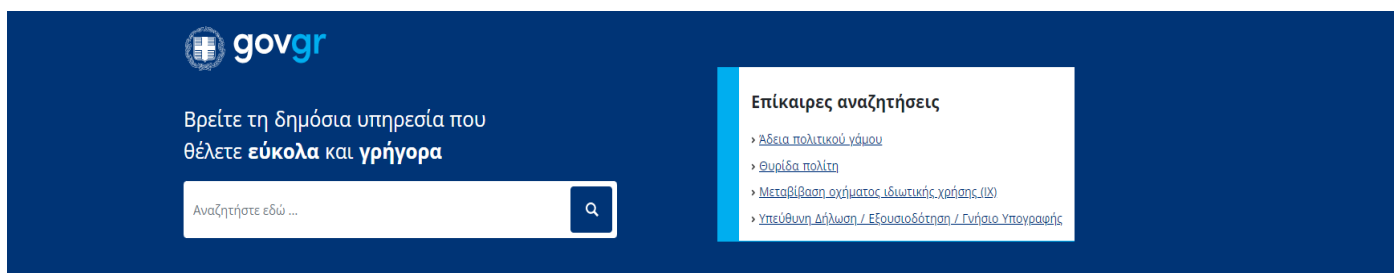 govgr
Βρείτε τη δημόσια υπηρεσία που
θέλετε εύκολα και γρήγορα
Αναζητήστε εδώ ...
Επίκαιρες αναζητήσεις
› Άδεια πολιτικού γάμου
› Θυρίδα πολίτη
› Μεταβίβαση οχήματος ιδιωτικής χρήσης (ΙΧ)
› Υπεύθυνη Δήλωση / Εξουσιοδότηση / Γνήσιο Υπογραφής